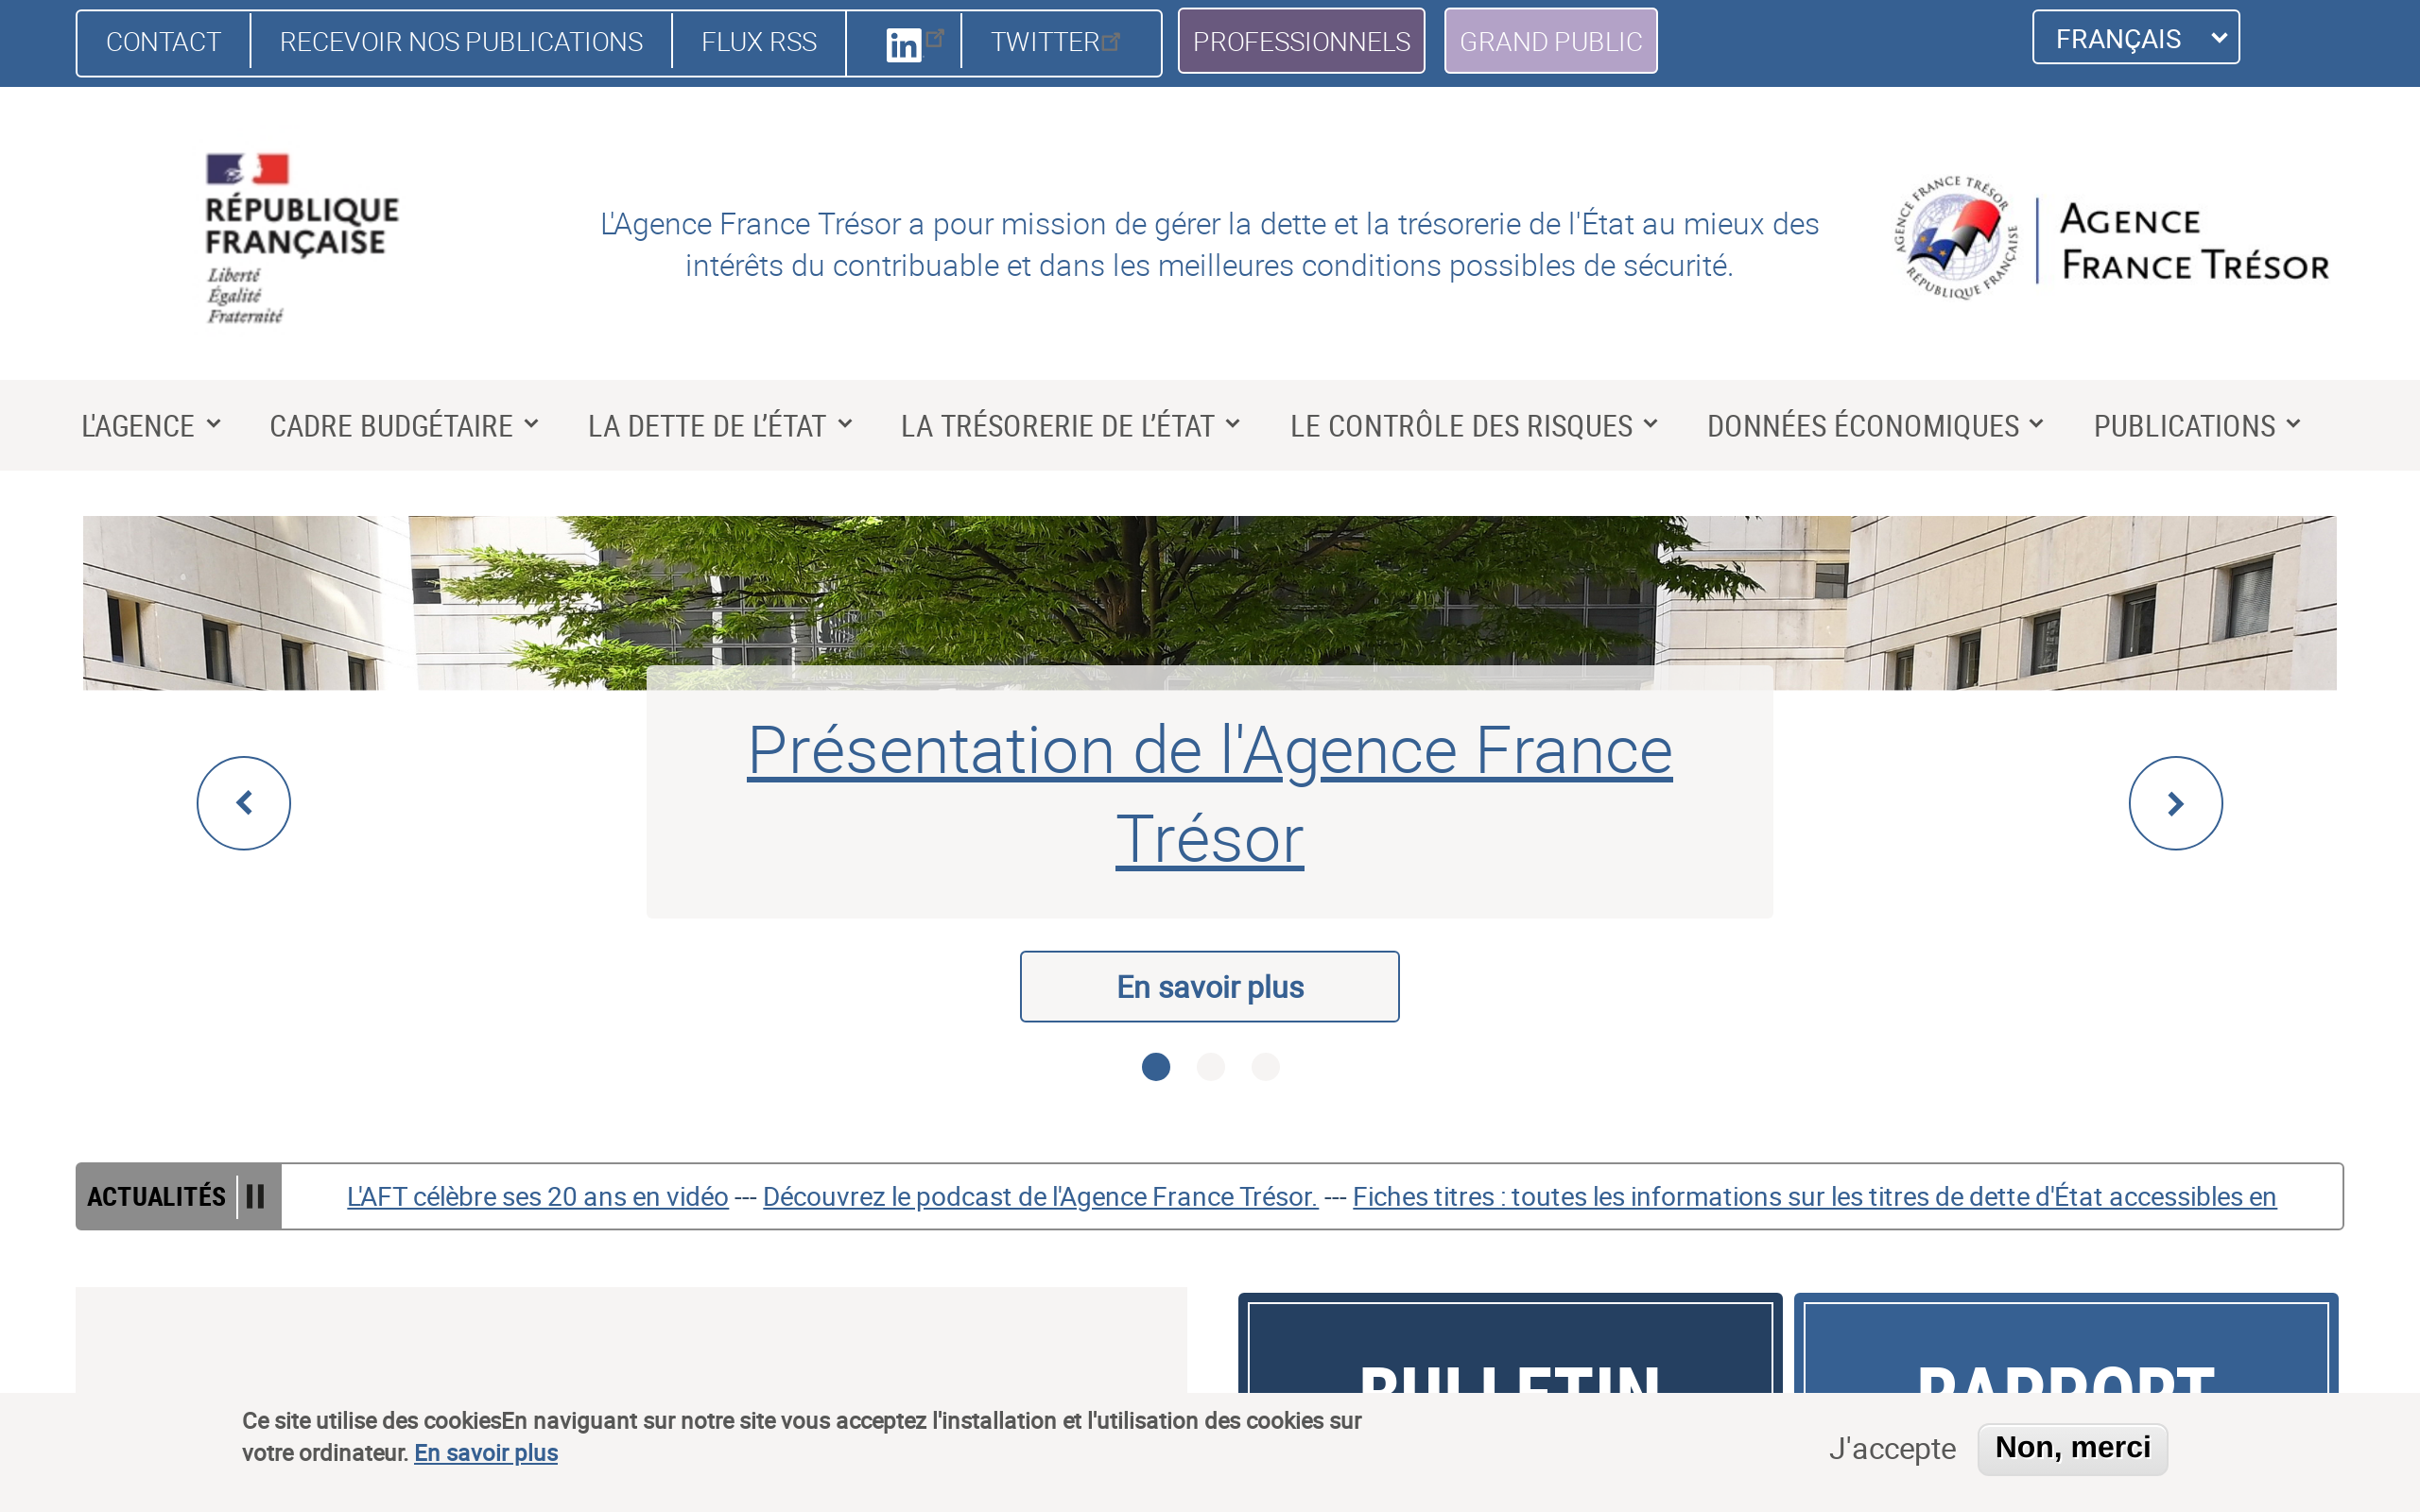 CONTACT
RECEVOIR NOS PUBLICATIONS
FLUX RSS
in
TWITTER
PROFESSIONNELS
GRAND PUBLIC
FRANÇAIS
RÉPUBLIQUE
FRANÇAISE
Liberté
Égalité
Fraternité
L'Agence France Trésor a pour mission de gérer la dette et la trésorerie de l'État au mieux des
intérêts du contribuable et dans les meilleures conditions possibles de sécurité.
AGENCE FRANCE TRÉSOR
RÉPUBLIQUE FRANÇAISE
AGENCE
FRANCE TRÉSOR
L'AGENCE
CADRE BUDGÉTAIRE
LA DETTE DE L’ÉTAT
LA TRÉSORERIE DE L’ÉTAT
LE CONTRÔLE DES RISQUES
DONNÉES ÉCONOMIQUES
PUBLICATIONS
Présentation de l'Agence France
Trésor
En savoir plus
ACTUALITÉS
L'AFT célèbre ses 20 ans en vidéo --- Découvrez le podcast de l'Agence France Trésor. --- Fiches titres : toutes les informations sur les titres de dette d'État accessibles en
BULLETIN
RAPPORT
Ce site utilise des cookiesEn naviguant sur notre site vous acceptez l'installation et l'utilisation des cookies sur
votre ordinateur. En savoir plus
J'accepte
Non, merci